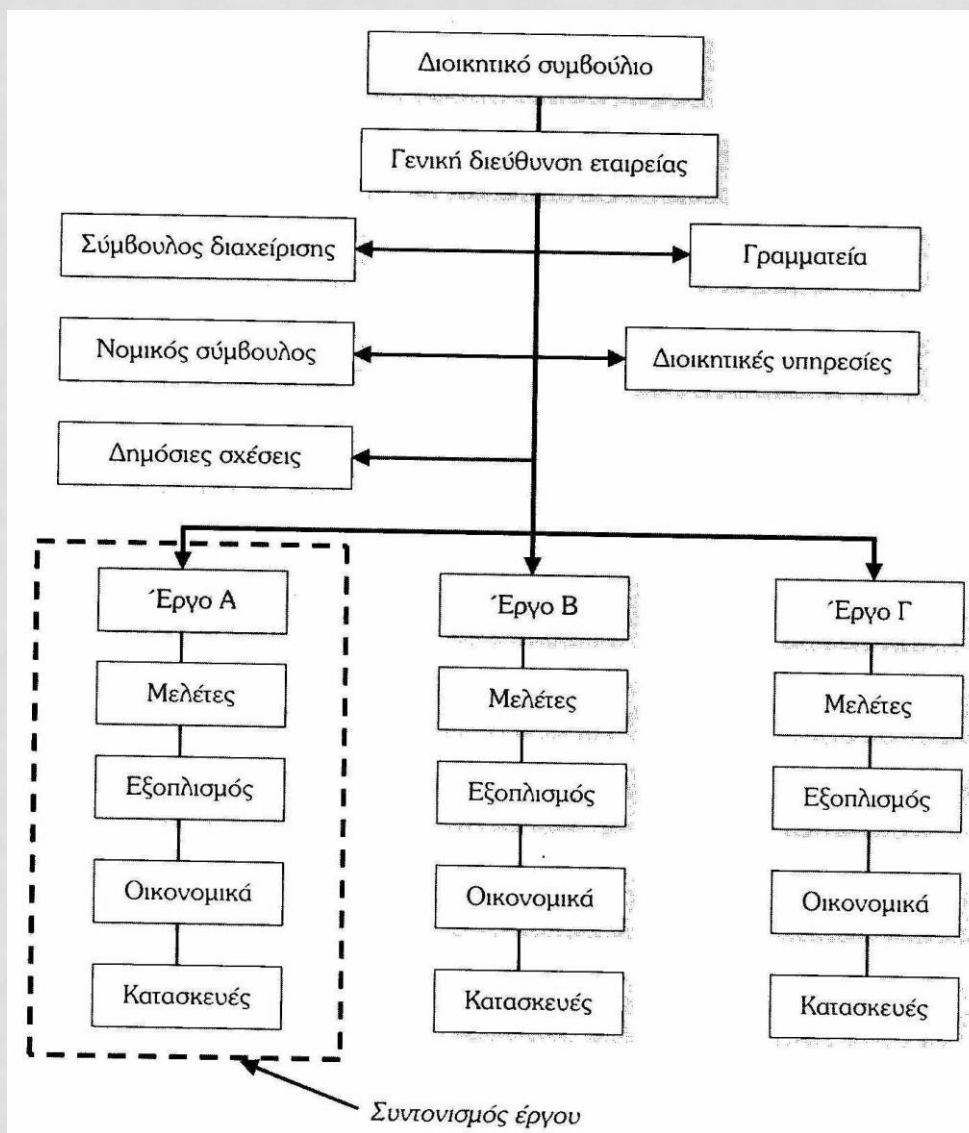 Διοικητικό συμβούλιο
Γενική διεύθυνση εταιρείας
Σύμβουλος διαχείρισης
Γραμματεία
Νομικός σύμβουλος
Διοικητικές υπηρεσίες
Δημόσιες σχέσεις
Έργο Α
Έργο Β
Έργο Γ
Μελέτες
Μελέτες
Μελέτες
Εξοπλισμός
Εξοπλισμός
Εξοπλισμός
Οικονομικά
Οικονομικά
Οικονομικά
Κατασκευές
Κατασκευές
Κατασκευές
Συντονισμός έργου